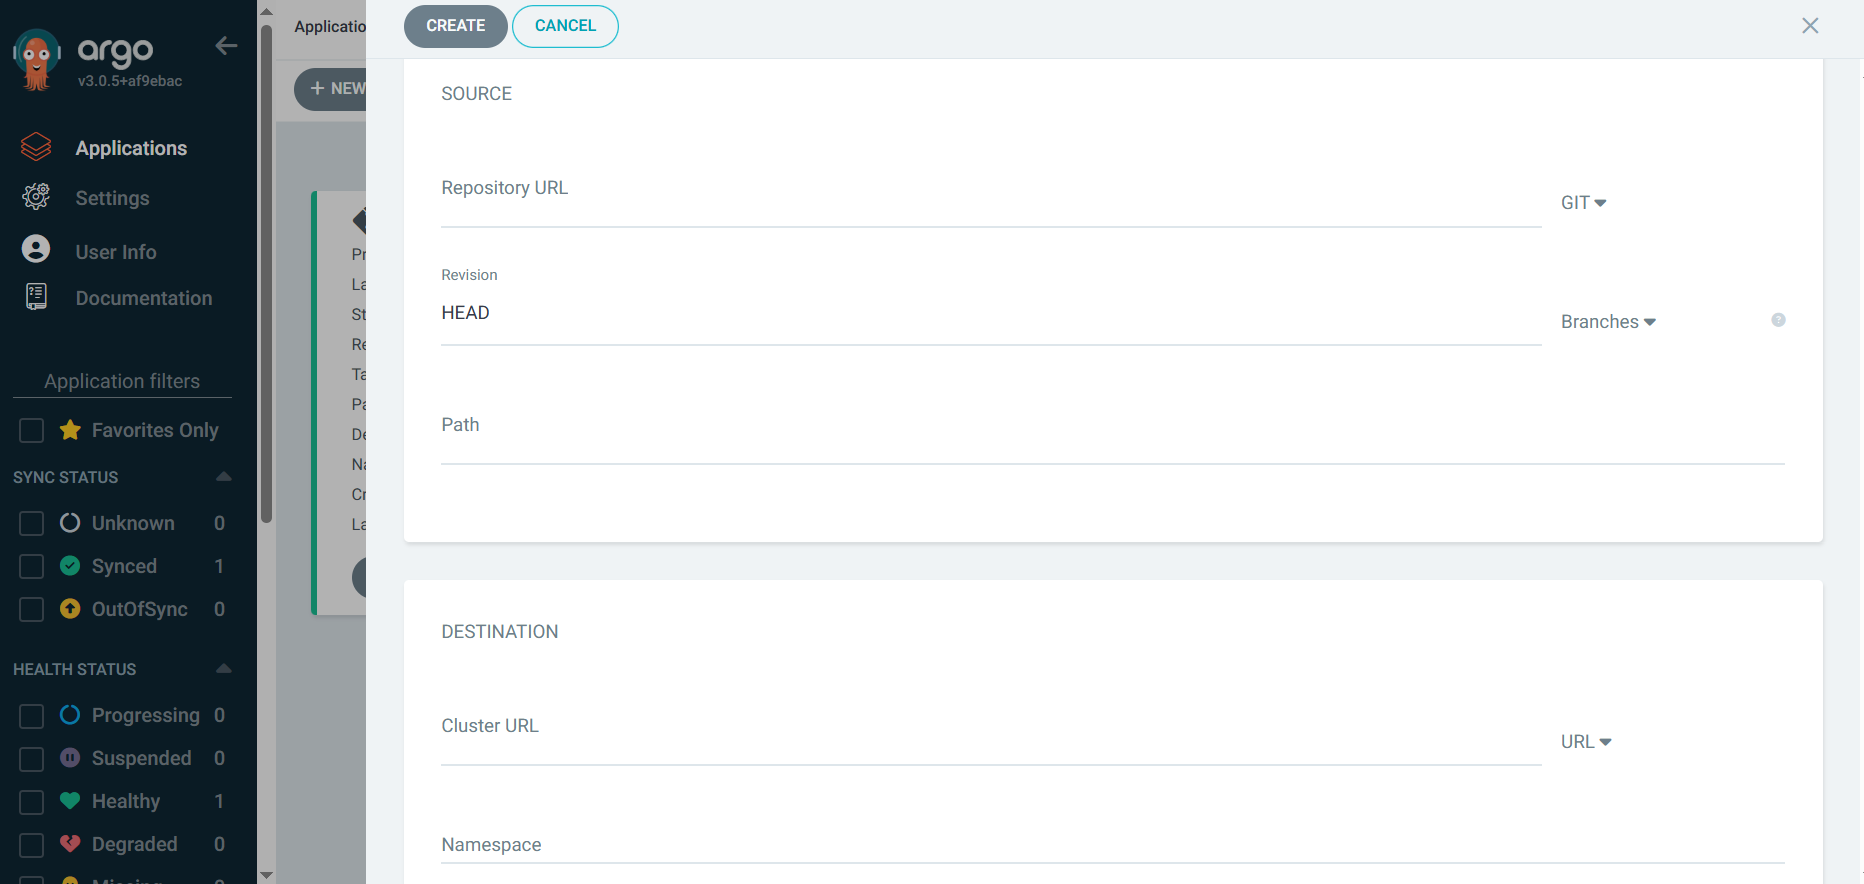 argo
v3.0.5+af9ebac
Applications
Settings
User Info
Documentation
Application filters
Favorites Only
SYNC STATUS
Unknown 0
Synced 1
OutOfSync 0
HEALTH STATUS
Progressing 0
Suspended 0
Healthy 1
Degraded 0
Applicatio
+ NEW
Pr
La
St
Re
Ta
Pa
De
Na
Cr
La
CREATE CANCEL
SOURCE
Repository URL
GIT
Revision
HEAD
Branches
?
Path
DESTINATION
Cluster URL
URL
Namespace